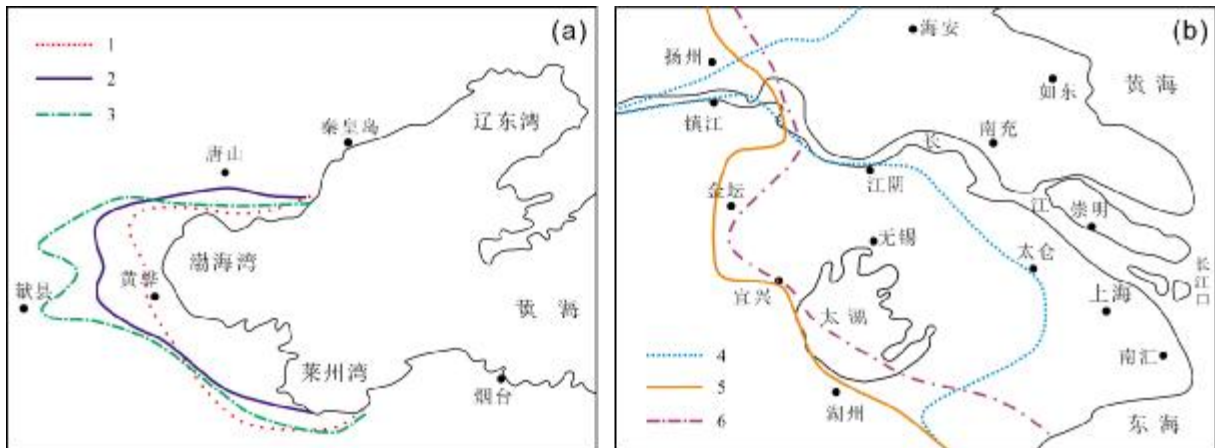 (a)
1
2
3
秦皇岛
辽东湾
唐山
渤海湾
黄骅
献县
黄海
莱州湾
烟台
(b)
海安
扬州
如东
黄海
镇江
南充
长
江阴
江
崇明
金坛
无锡
太仓
长江口
上海
宜兴
太湖
南汇
4
5
6
州
东海